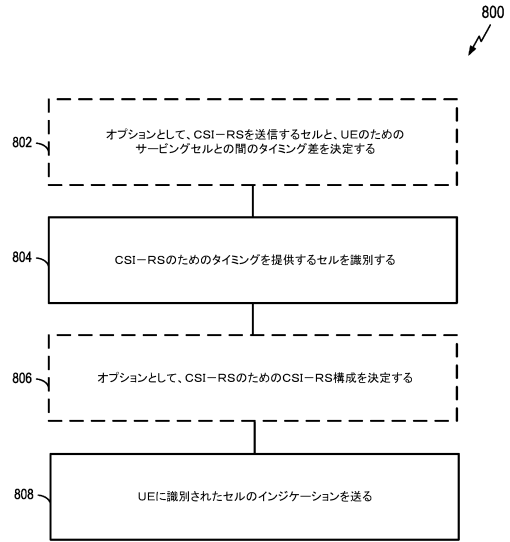 800
802
オプションとして、CSI-RSを送信するセルと、UEのための
サービングセルとの間のタイミング差を決定する
804
CSI-RSのためのタイミングを提供するセルを識別する
806
オプションとして、CSI-RSのためのCSI-RS構成を決定する
808
UEに識別されたセルのインジケーションを送る